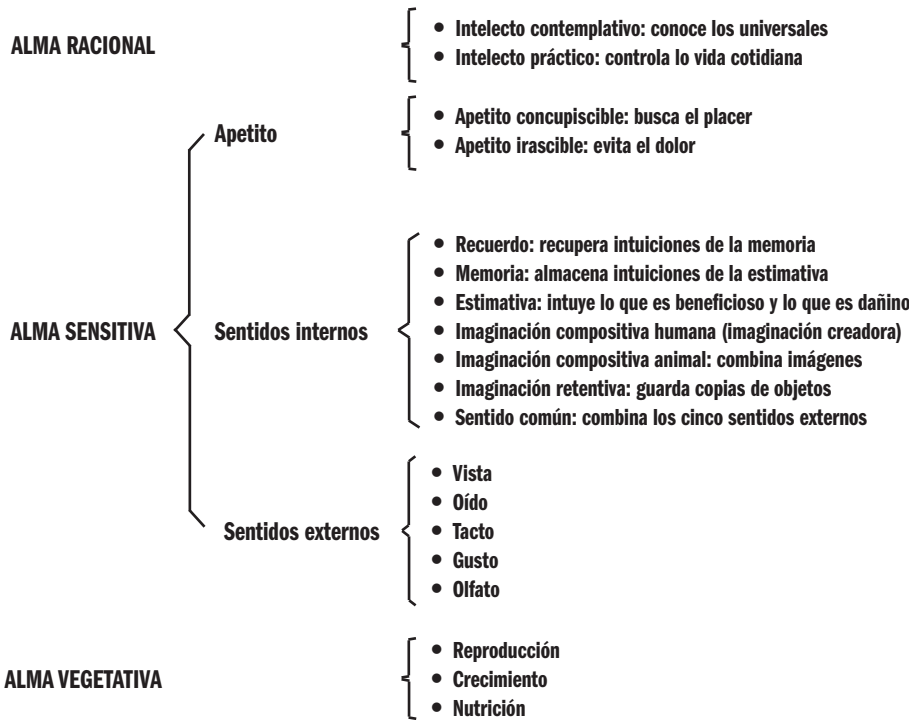 ALMA RACIONAL
• Intelecto contemplativo: conoce los universales
• Intelecto práctico: controla lo vida cotidiana
Apetito
• Apetito concupiscible: busca el placer
• Apetito irascible: evita el dolor
ALMA SENSITIVA
Sentidos internos
• Recuerdo: recupera intuiciones de la memoria
• Memoria: almacena intuiciones de la estimativa
• Estimativa: intuye lo que es beneficioso y lo que es dañino
• Imaginación compositiva humana (imaginación creadora)
• Imaginación compositiva animal: combina imágenes
• Imaginación retentiva: guarda copias de objetos
• Sentido común: combina los cinco sentidos externos
Sentidos externos
• Vista
• Oído
• Tacto
• Gusto
• Olfato
ALMA VEGETATIVA
• Reproducción
• Crecimiento
• Nutrición